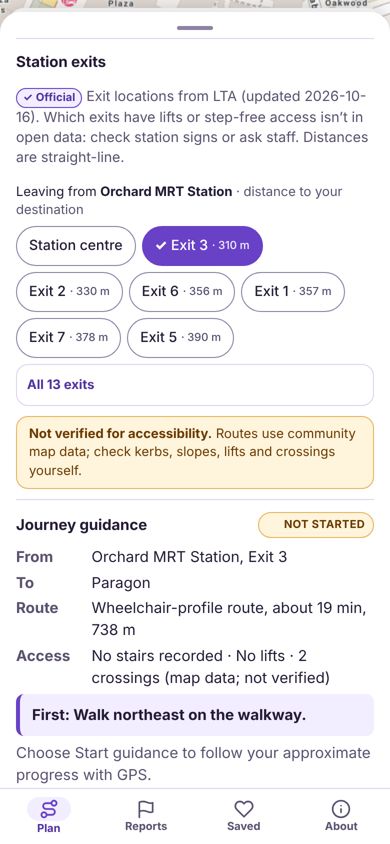 Plaza
Oakwood
Station exits
✓ Official Exit locations from LTA (updated 2026-10-
16). Which exits have lifts or step-free access isn’t in
open data: check station signs or ask staff. Distances
are straight-line.
Leaving from Orchard MRT Station · distance to your
destination
Station centre
✓ Exit 3 · 310 m
Exit 2 · 330 m
Exit 6 · 356 m
Exit 1 · 357 m
Exit 7 · 378 m
Exit 5 · 390 m
All 13 exits
Not verified for accessibility. Routes use community
map data; check kerbs, slopes, lifts and crossings
yourself.
Journey guidance
NOT STARTED
From Orchard MRT Station, Exit 3
To Paragon
Route Wheelchair-profile route, about 19 min,
738 m
Access No stairs recorded · No lifts · 2
crossings (map data; not verified)
First: Walk northeast on the walkway.
Choose Start guidance to follow your approximate
progress with GPS.
Plan
Reports
Saved
About